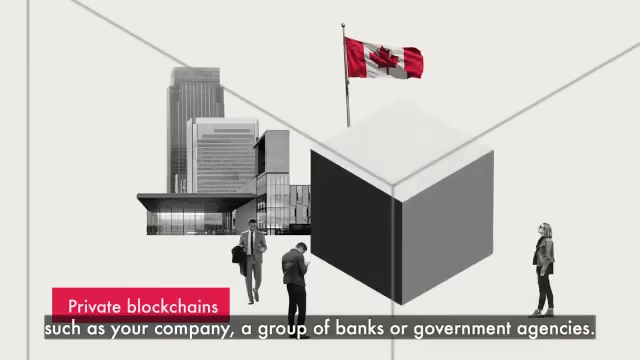 Private blockchains
such as your company, a group of banks or government agencies.